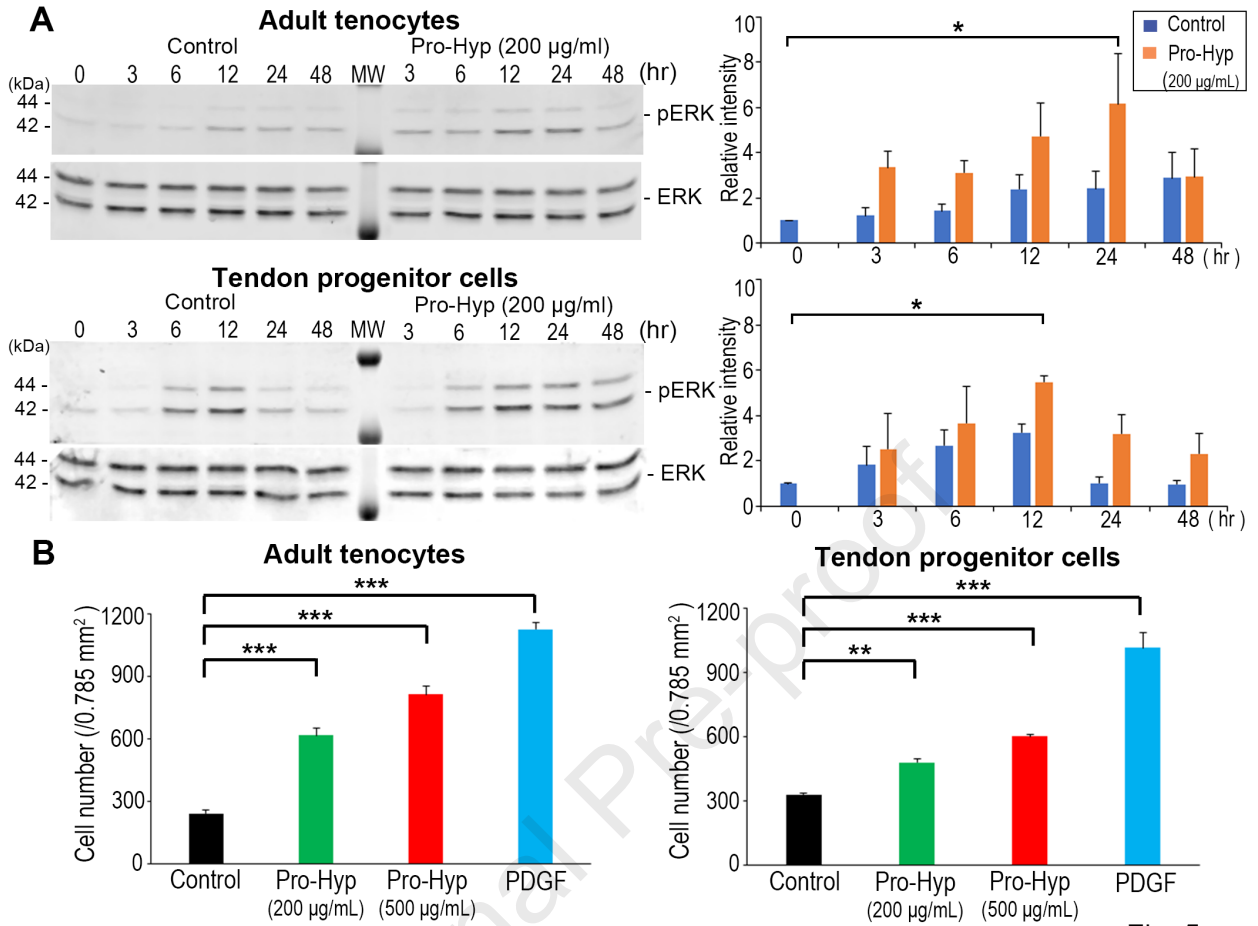 A
Adult tenocytes
Control
Pro-Hyp (200 µg/ml)
0 3 6 12 24 48 MW 3 6 12 24 48 (hr)
(kDa)
44 -
42 -
- pERK
44 -
42 -
- ERK
Tendon progenitor cells
Control
Pro-Hyp (200 µg/ml)
0 3 6 12 24 48 MW 3 6 12 24 48 (hr)
(kDa)
44 -
42 -
- pERK
44 -
42 -
- ERK
Relative intensity
10
8
6
4
2
0
*
Control
Pro-Hyp
(200 µg/mL)
0 3 6 12 24 48 ( hr )
Relative intensity
10
8
6
4
2
0
*
0 3 6 12 24 48 ( hr )
B
Adult tenocytes
Cell number (/0.785 mm2 )
1200
900
600
300
0
***
***
***
Control
Pro-Hyp
(200 µg/mL)
Pro-Hyp
(500 µg/mL)
PDGF
Tendon progenitor cells
Cell number (/0.785 mm2 )
1200
900
600
300
0
***
***
**
Control
Pro-Hyp
(200 µg/mL)
Pro-Hyp
(500 µg/mL)
PDGF
nal Pre-proof